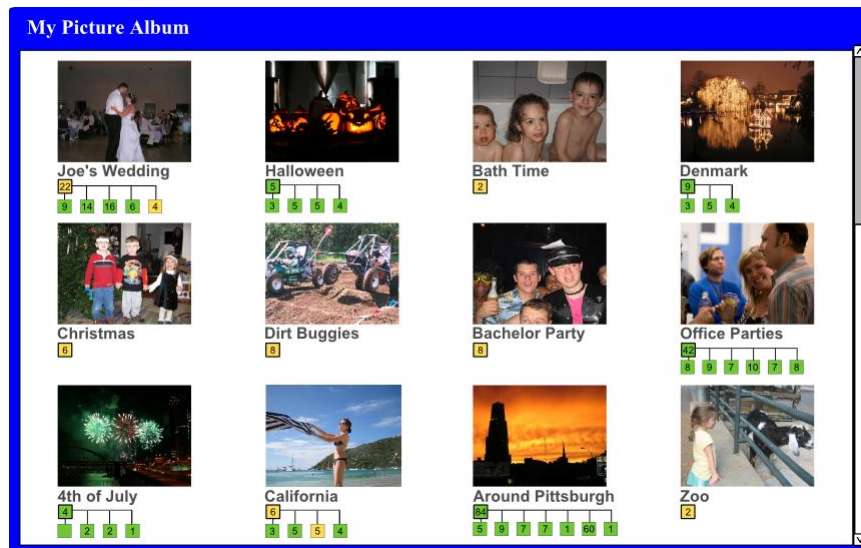 My Picture Album
Joe's Wedding Halloween Bath Time Denmark
22 5 2 9
9 14 16 6 4 3 5 5 4 3 5 4
Christmas Dirt Buggies Bachelor Party Office Parties
6 8 8 42
8 9 7 10 7 8
4th of July California Around Pittsburgh Zoo
4 6 84 2
2 2 1 3 5 5 4 5 9 7 7 1 60 1